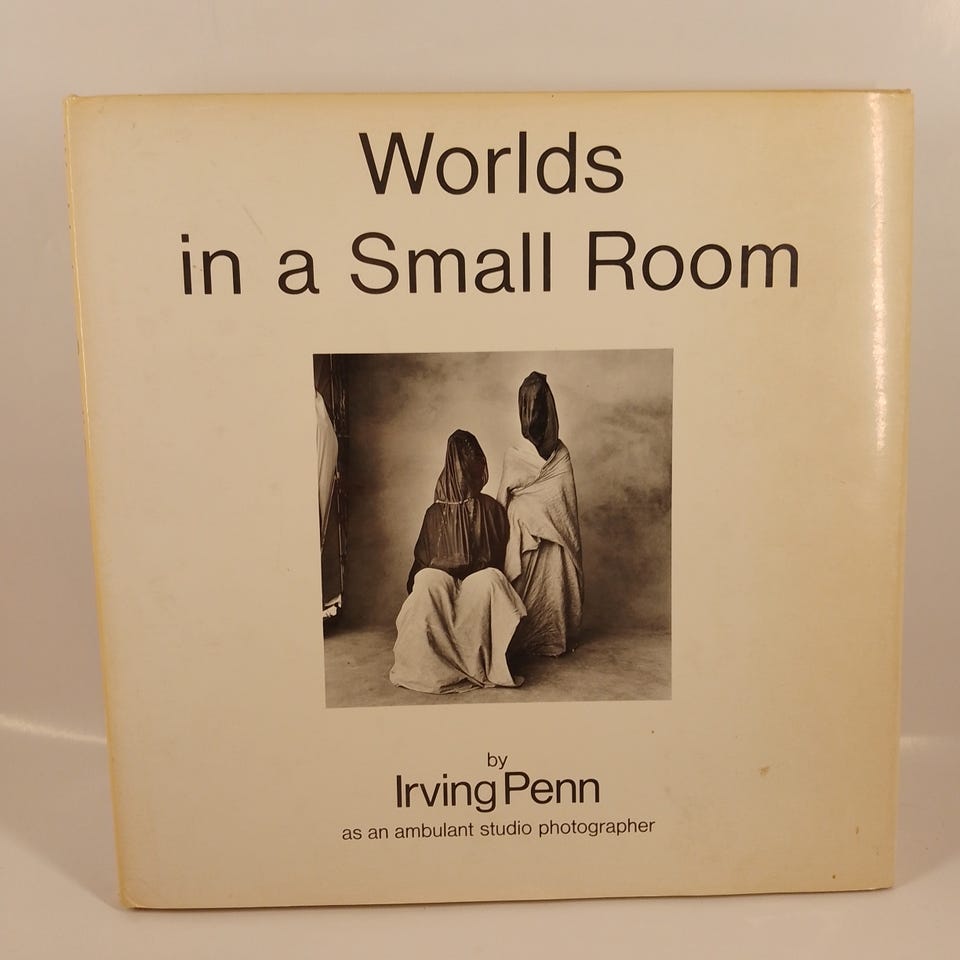 Worlds
in a Small Room
by
Irving Penn
as an ambulant studio photographer